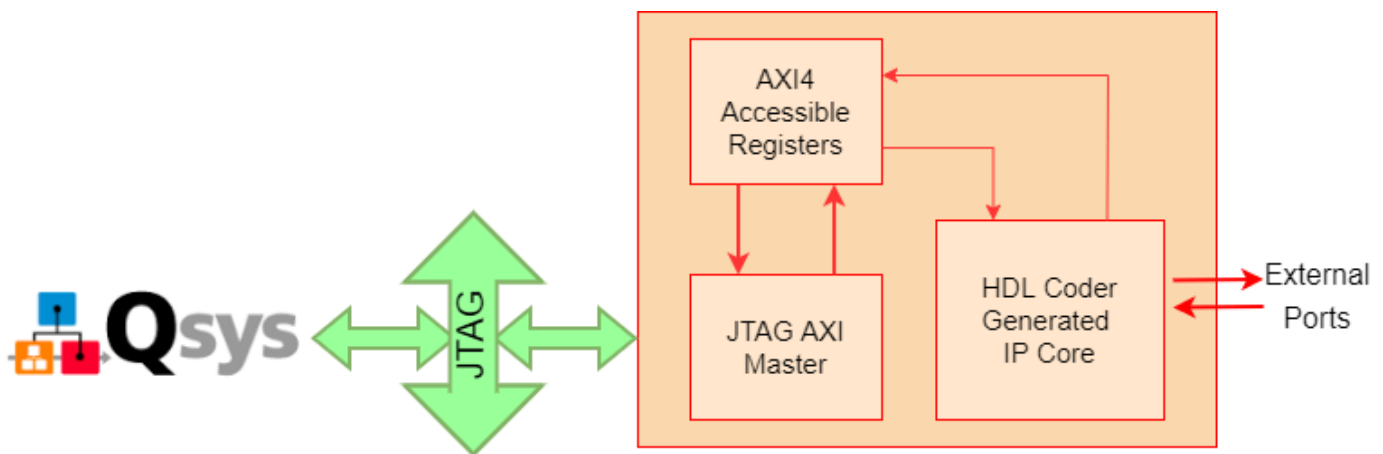 Qsys
JTAG
AXI4
Accessible
Registers
JTAG AXI
Master
HDL Coder
Generated
IP Core
External
Ports